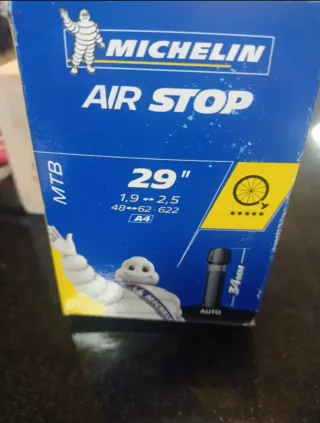 MICHELIN
AIR STOP
MTB
29"
1,9 ↔ 2,5
48↔62-622
A4
34mm
AUTO